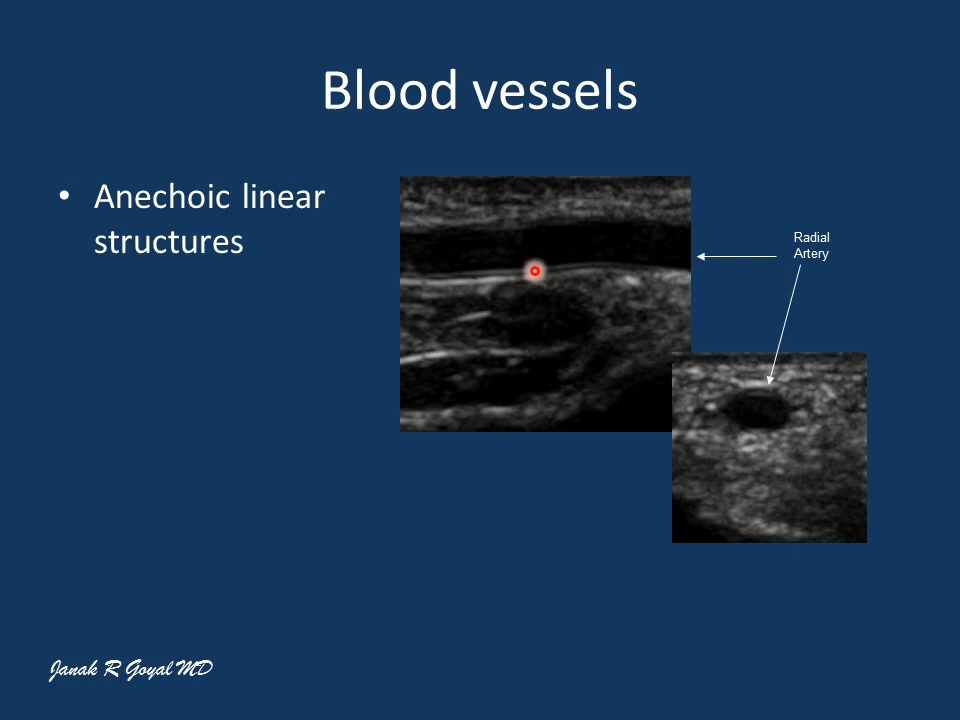 Blood vessels
• Anechoic linear
structures
Radial
Artery
Janak R Goyal MD